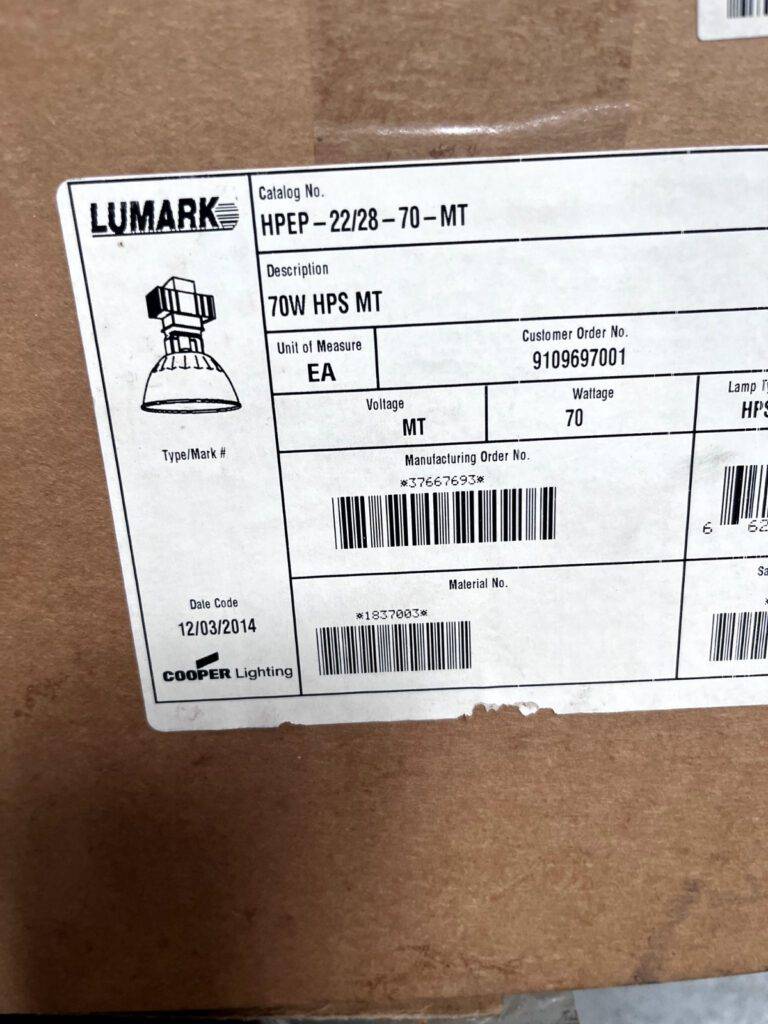 LUMARK
Catalog No.
HPEP-22/28-70-MT
Description
70W HPS MT
Unit of Measure
EA
Customer Order No.
9109697001
Voltage
MT
Wattage
70
Lamp
Type/Mark #
Manufacturing Order No.
*37667693*
6 62
Material No.
*1837003*
Date Code
12/03/2014
COOPER Lighting